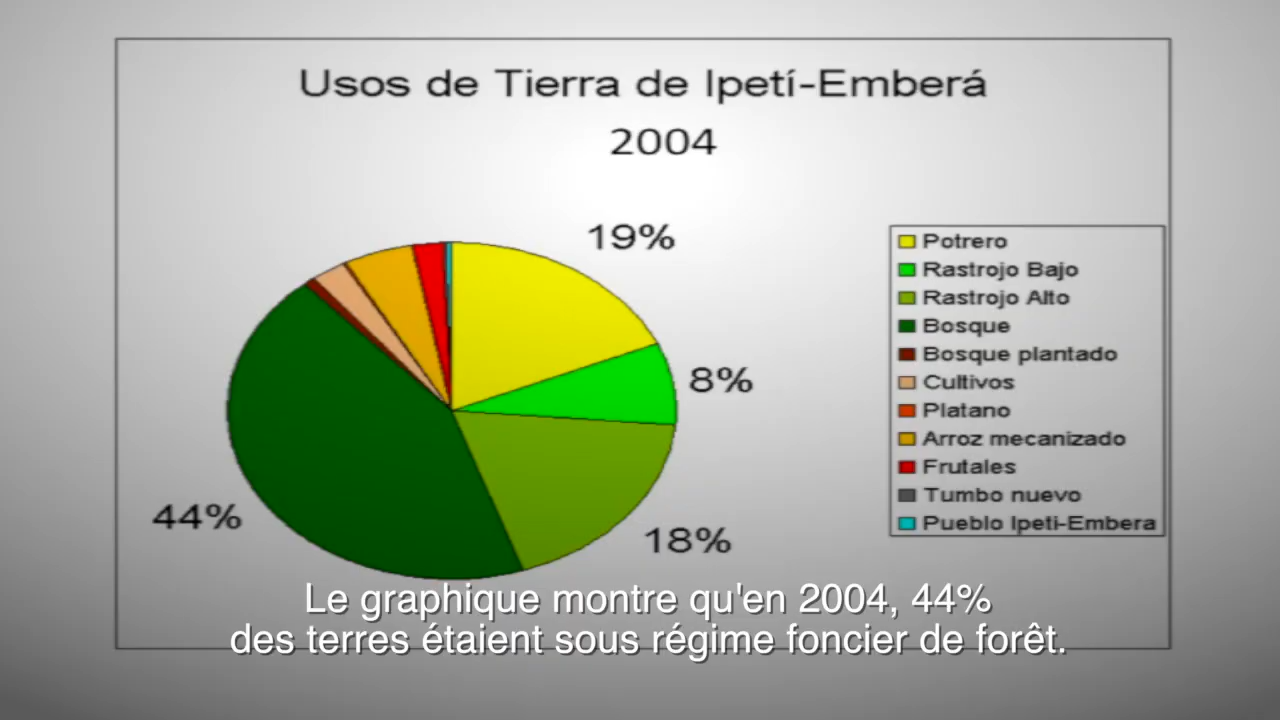 Usos de Tierra de Ipetí-Emberá
2004
19%
8%
18%
44%
Potrero
Rastrojo Bajo
Rastrojo Alto
Bosque
Bosque plantado
Cultivos
Platano
Arroz mecanizado
Frutales
Tumbo nuevo
Pueblo Ipeti-Embera
Le graphique montre qu'en 2004, 44%
des terres étaient sous régime foncier de forêt.